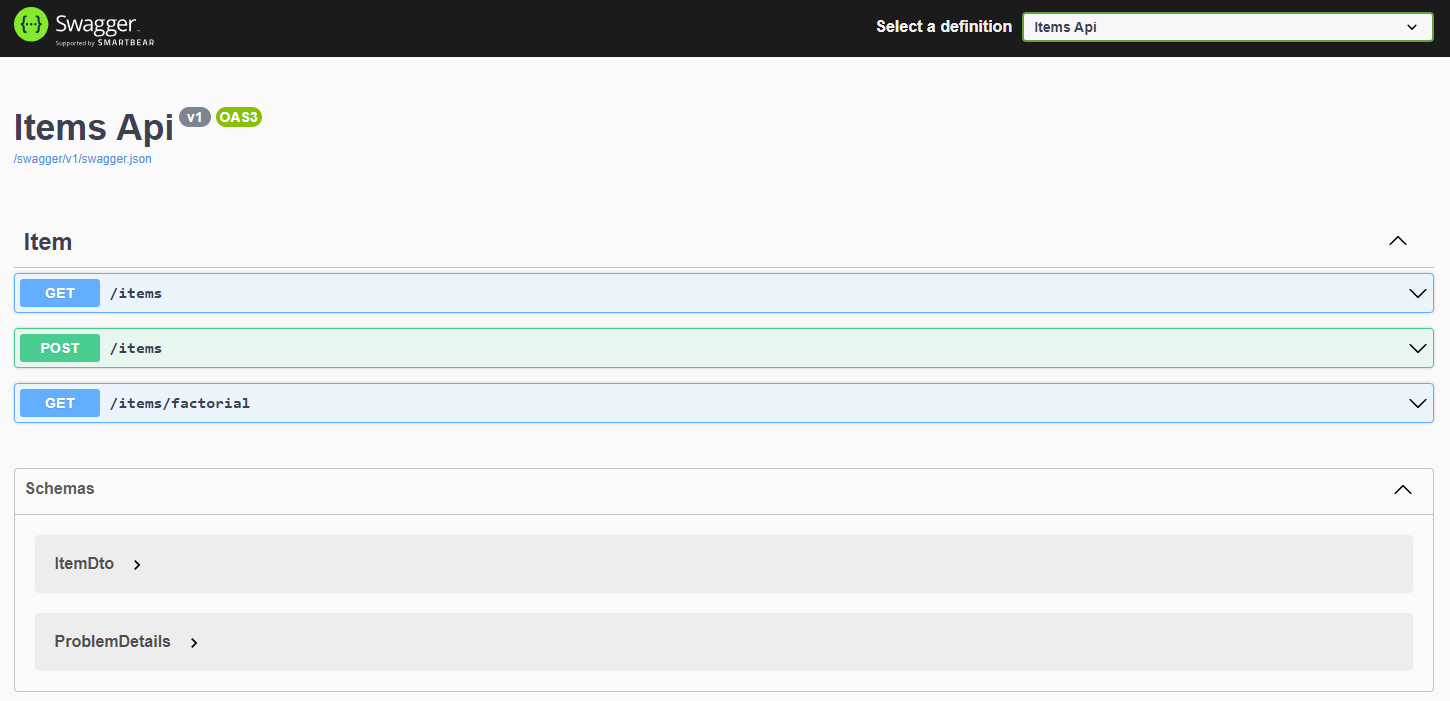 Swagger.
Supported by SMARTBEAR
Select a definition
Items Api
Items Api v1 OAS3
/swagger/v1/swagger.json
Item
GET /items
POST /items
GET /items/factorial
Schemas
ItemDto
ProblemDetails